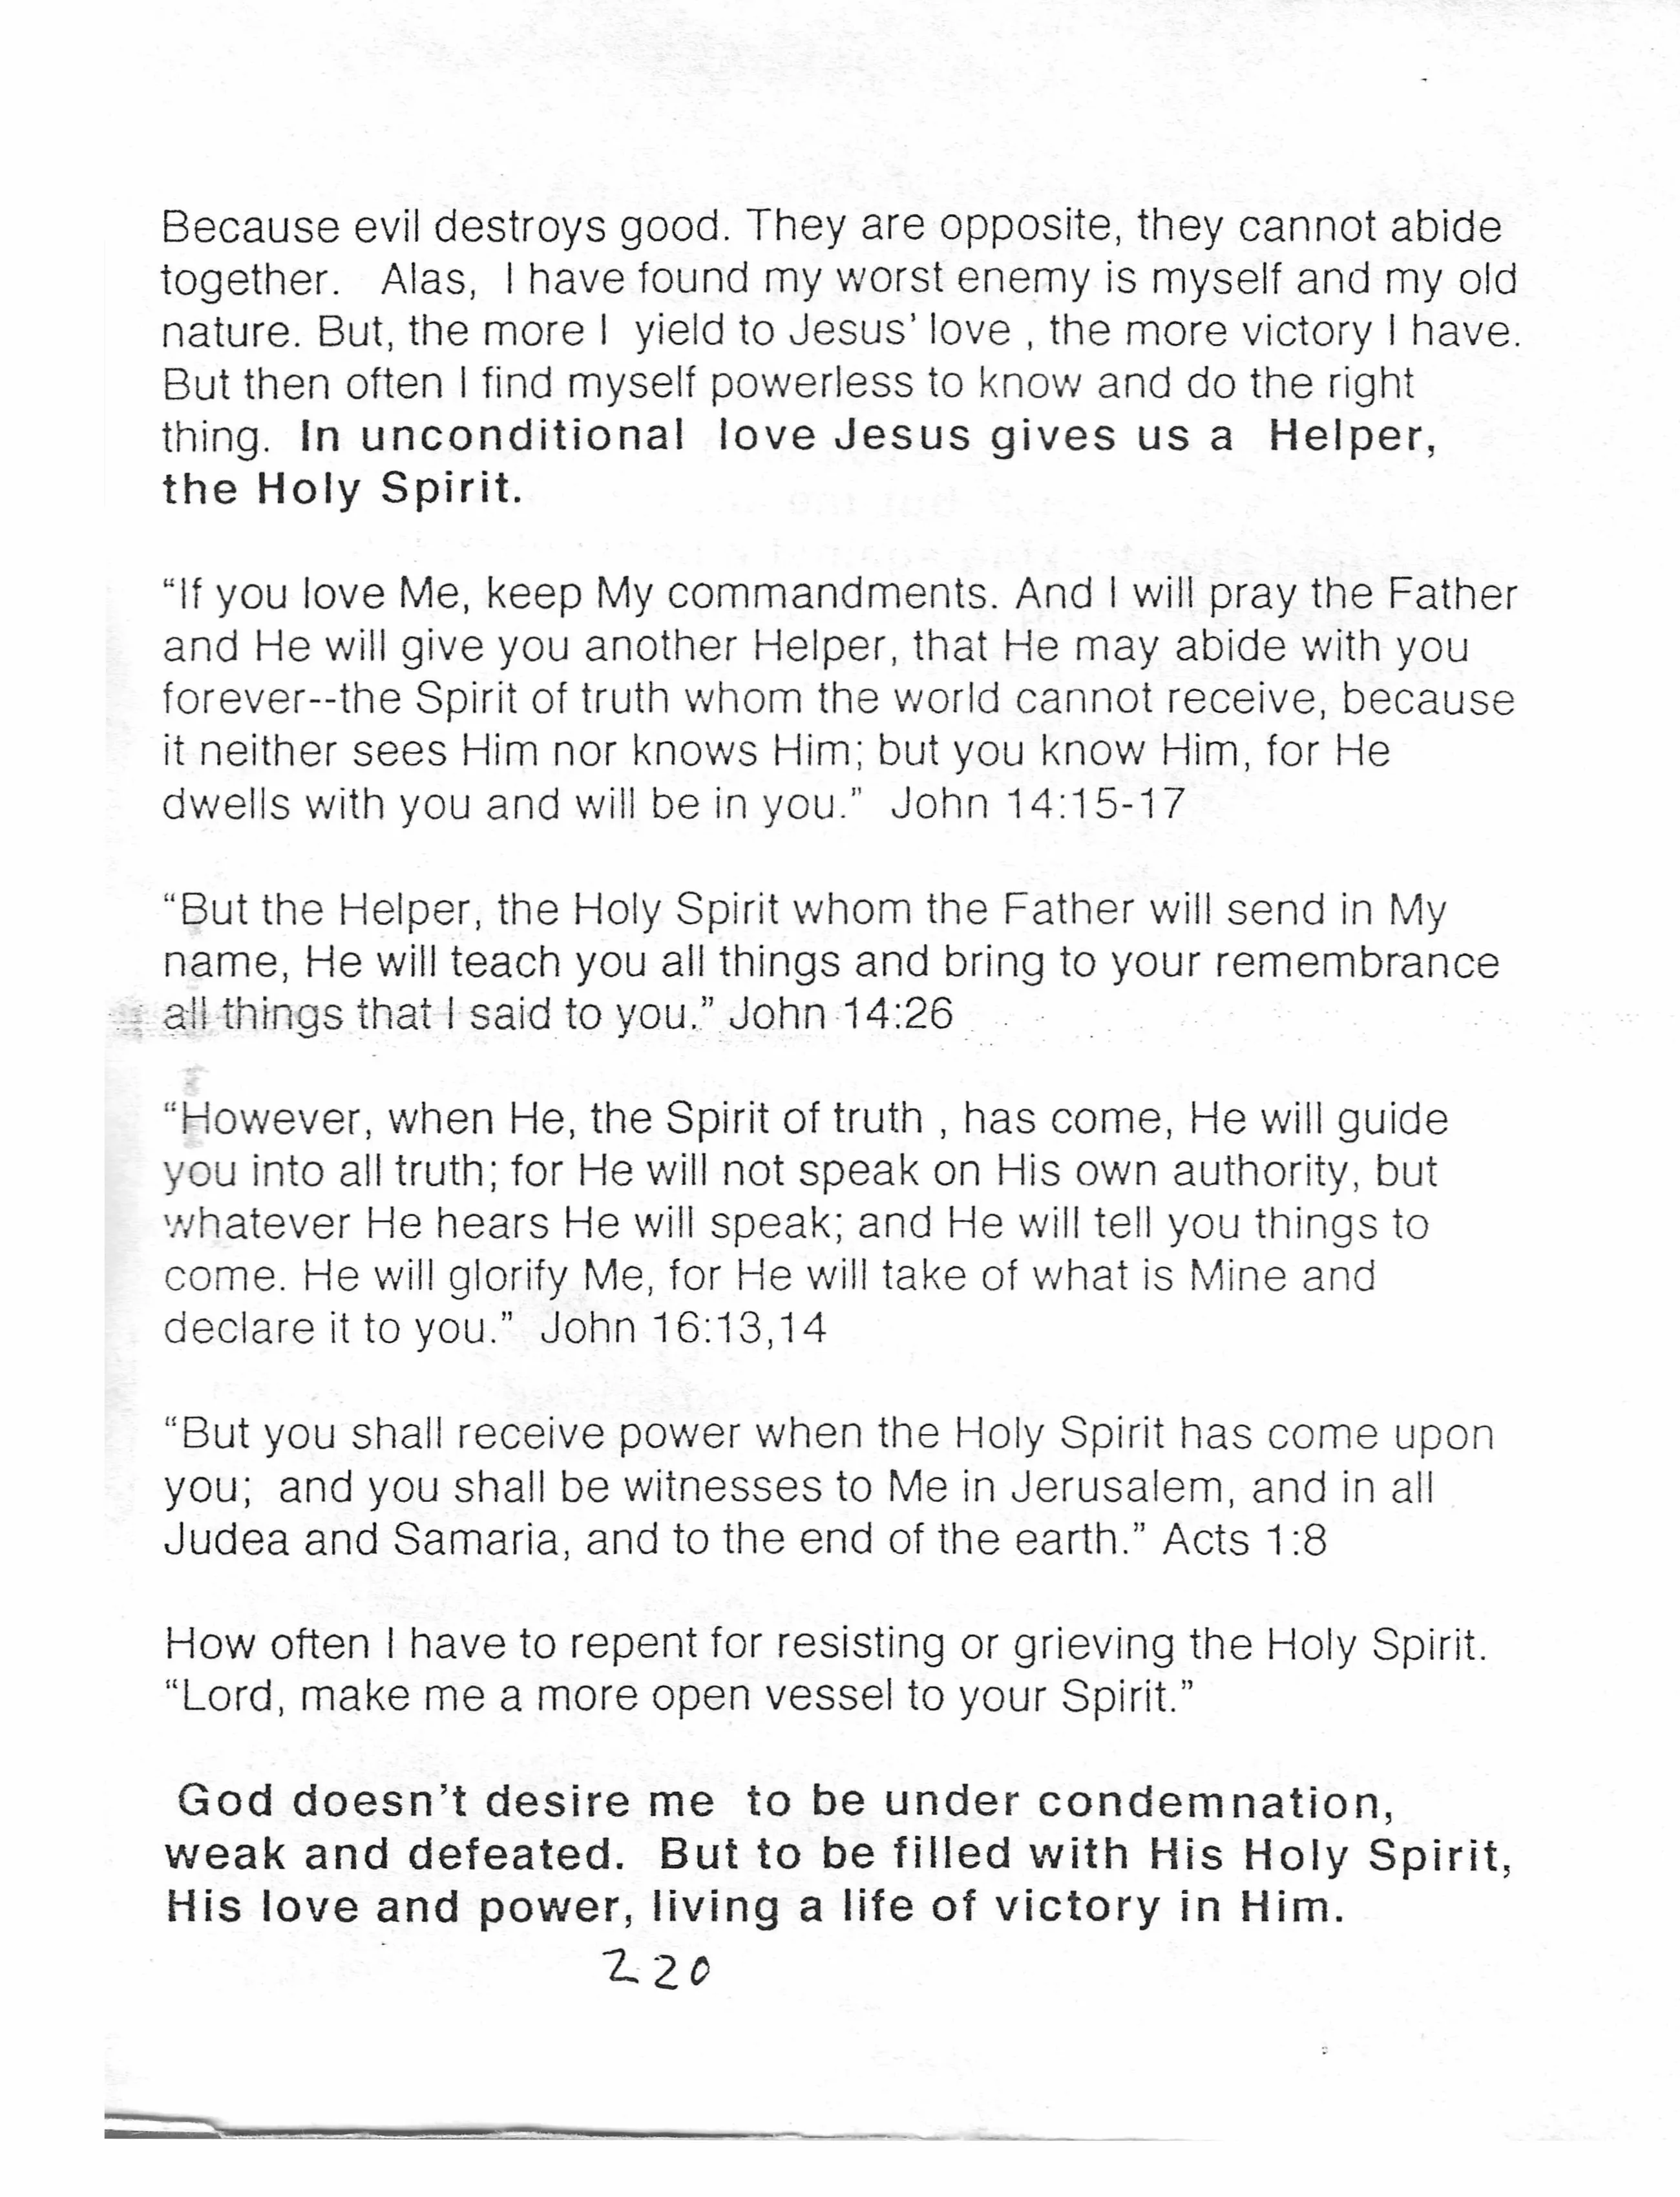 Because evil destroys good. They are opposite, they cannot abide
together. Alas, I have found my worst enemy is myself and my old
nature. But, the more I yield to Jesus' love , the more victory I have.
But then often I find myself powerless to know and do the right
thing. In unconditional love Jesus gives us a Helper,
the Holy Spirit.
“If you love Me, keep My commandments. And I will pray the Father
and He will give you another Helper, that He may abide with you
forever--the Spirit of truth whom the world cannot receive, because
it neither sees Him nor knows Him; but you know Him, for He
dwells with you and will be in you.” John 14:15-17
“But the Helper, the Holy Spirit whom the Father will send in My
name, He will teach you all things and bring to your remembrance
all things that I said to you.” John 14:26
“However, when He, the Spirit of truth , has come, He will guide
you into all truth; for He will not speak on His own authority, but
whatever He hears He will speak; and He will tell you things to
come. He will glorify Me, for He will take of what is Mine and
declare it to you.” John 16:13,14
“But you shall receive power when the Holy Spirit has come upon
you; and you shall be witnesses to Me in Jerusalem, and in all
Judea and Samaria, and to the end of the earth.” Acts 1:8
How often I have to repent for resisting or grieving the Holy Spirit.
“Lord, make me a more open vessel to your Spirit.”
God doesn't desire me to be under condemnation,
weak and defeated. But to be filled with His Holy Spirit,
His love and power, living a life of victory in Him.
220